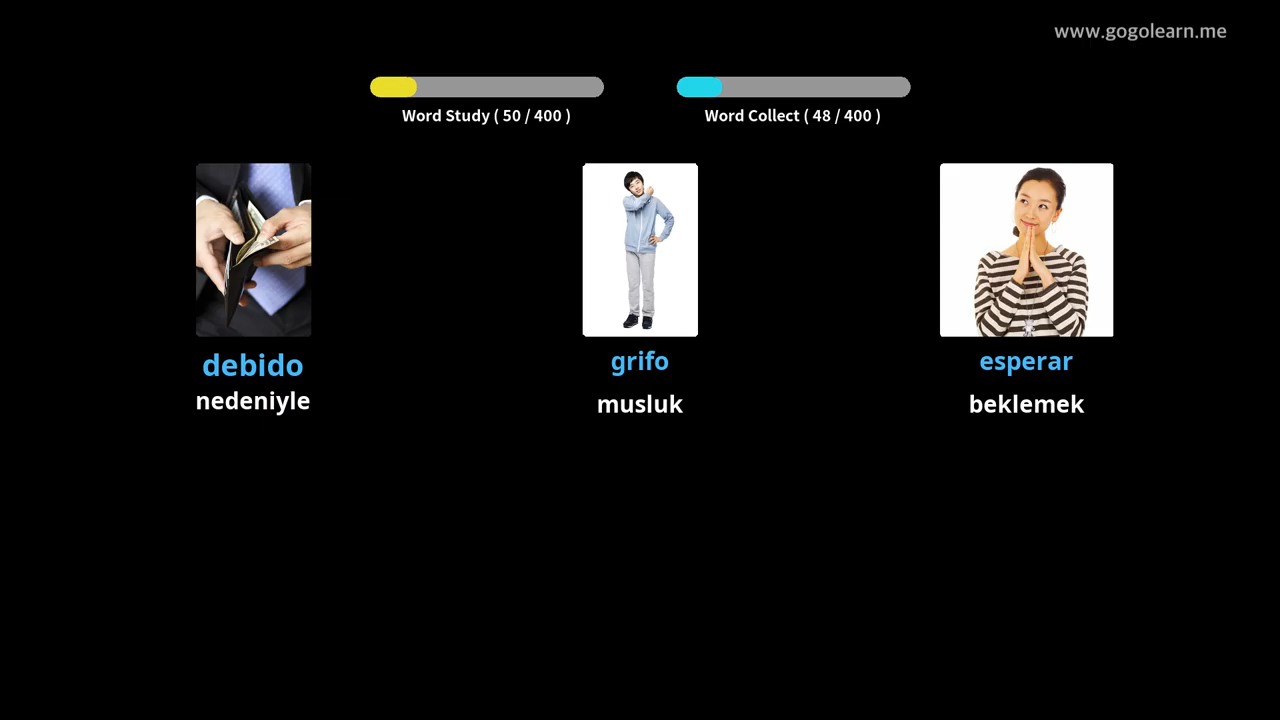 www.gogolearn.me
Word Study ( 50 / 400 )
Word Collect ( 48 / 400 )
debido
nedeniyle
grifo
musluk
esperar
beklemek